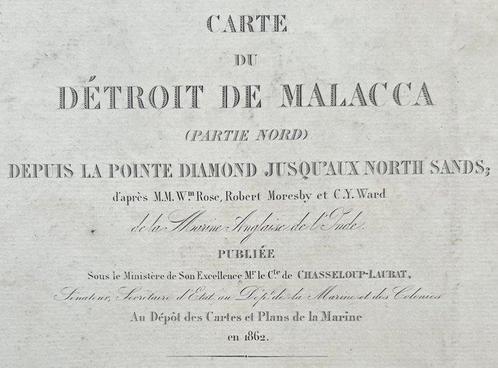 CARTE
DU
DÉTROIT DE MALACCA
(PARTIE NORD)
DEPUIS LA POINTE DIAMOND JUSQU'AUX NORTH SANDS;
d'après M.M. Wm. Rose, Robert Moresby et C.Y. Ward
de la Marine Anglaise de l'Inde.
PUBLIÉE
Sous le Ministère de Son Excellence Mr. le Cte. de CHASSELOUP-LAUBAT,
Sénateur, Secrétaire d'Etat au Dépt. de la Marine et des Colonies
Au Dépôt des Cartes et Plans de la Marine
en 1862.